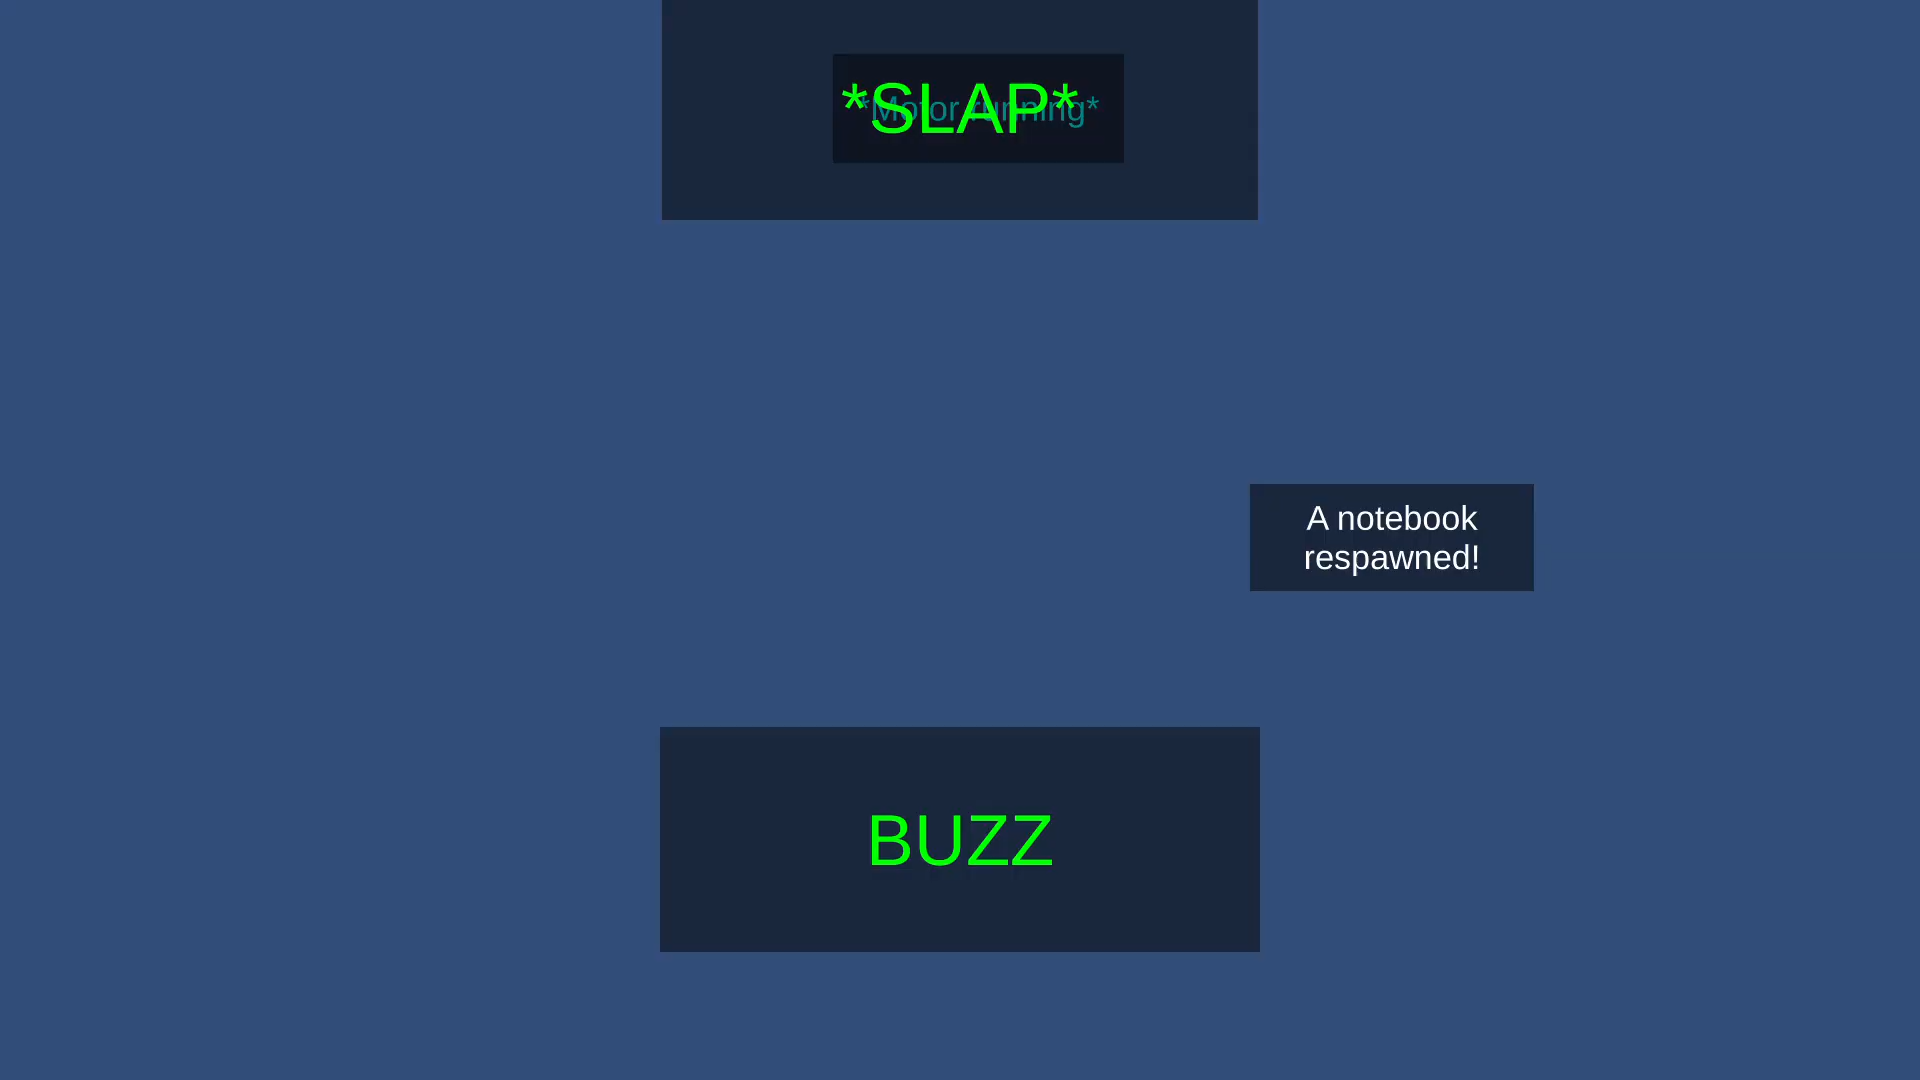 *SLAP*
*Motor running*
A notebook
respawned!
BUZZ